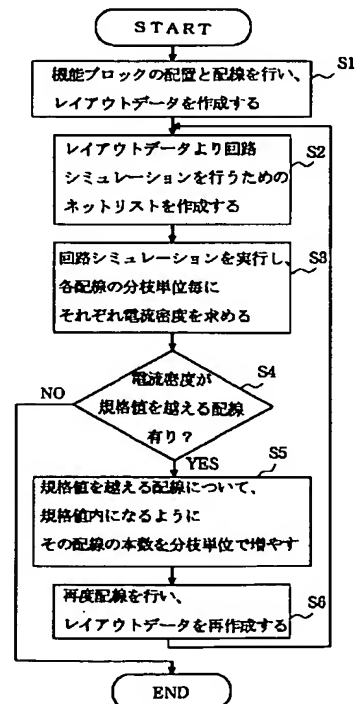 START
S1
機能ブロックの配置と配線を行い、
レイアウトデータを作成する
S2
レイアウトデータより回路
シミュレーションを行うための
ネットリストを作成する
S3
回路シミュレーションを実行し、
各配線の分枝単位毎に
それぞれ電流密度を求める
S4
電流密度が
規格値を越える配線
有り?
NO
YES
S5
規格値を越える配線について、
規格値内になるように
その配線の本数を分枝単位で増やす
S6
再度配線を行い、
レイアウトデータを再作成する
END